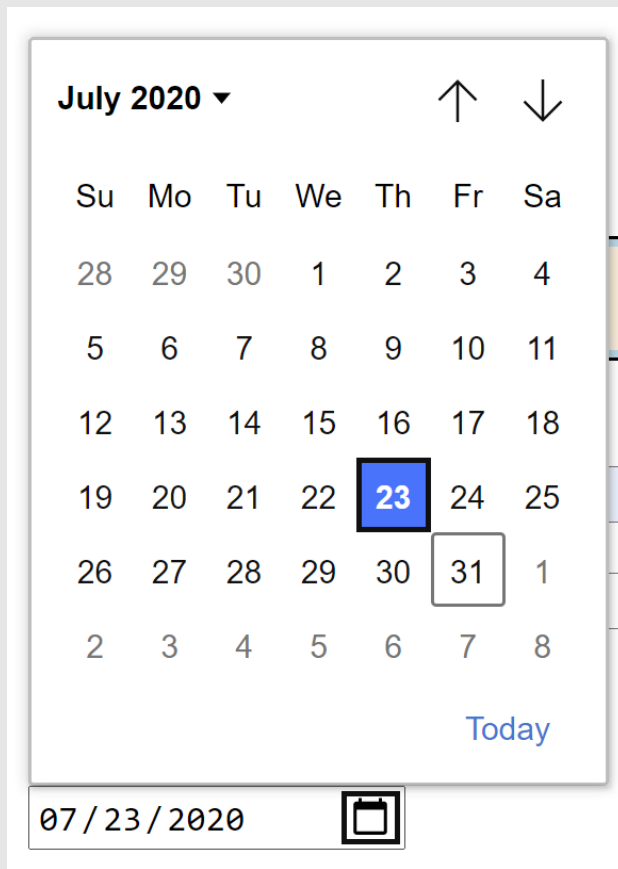 July 2020
Su Mo Tu We Th Fr Sa
28 29 30 1 2 3 4
5 6 7 8 9 10 11
12 13 14 15 16 17 18
19 20 21 22 23 24 25
26 27 28 29 30 31 1
2 3 4 5 6 7 8
Today
07/23/2020